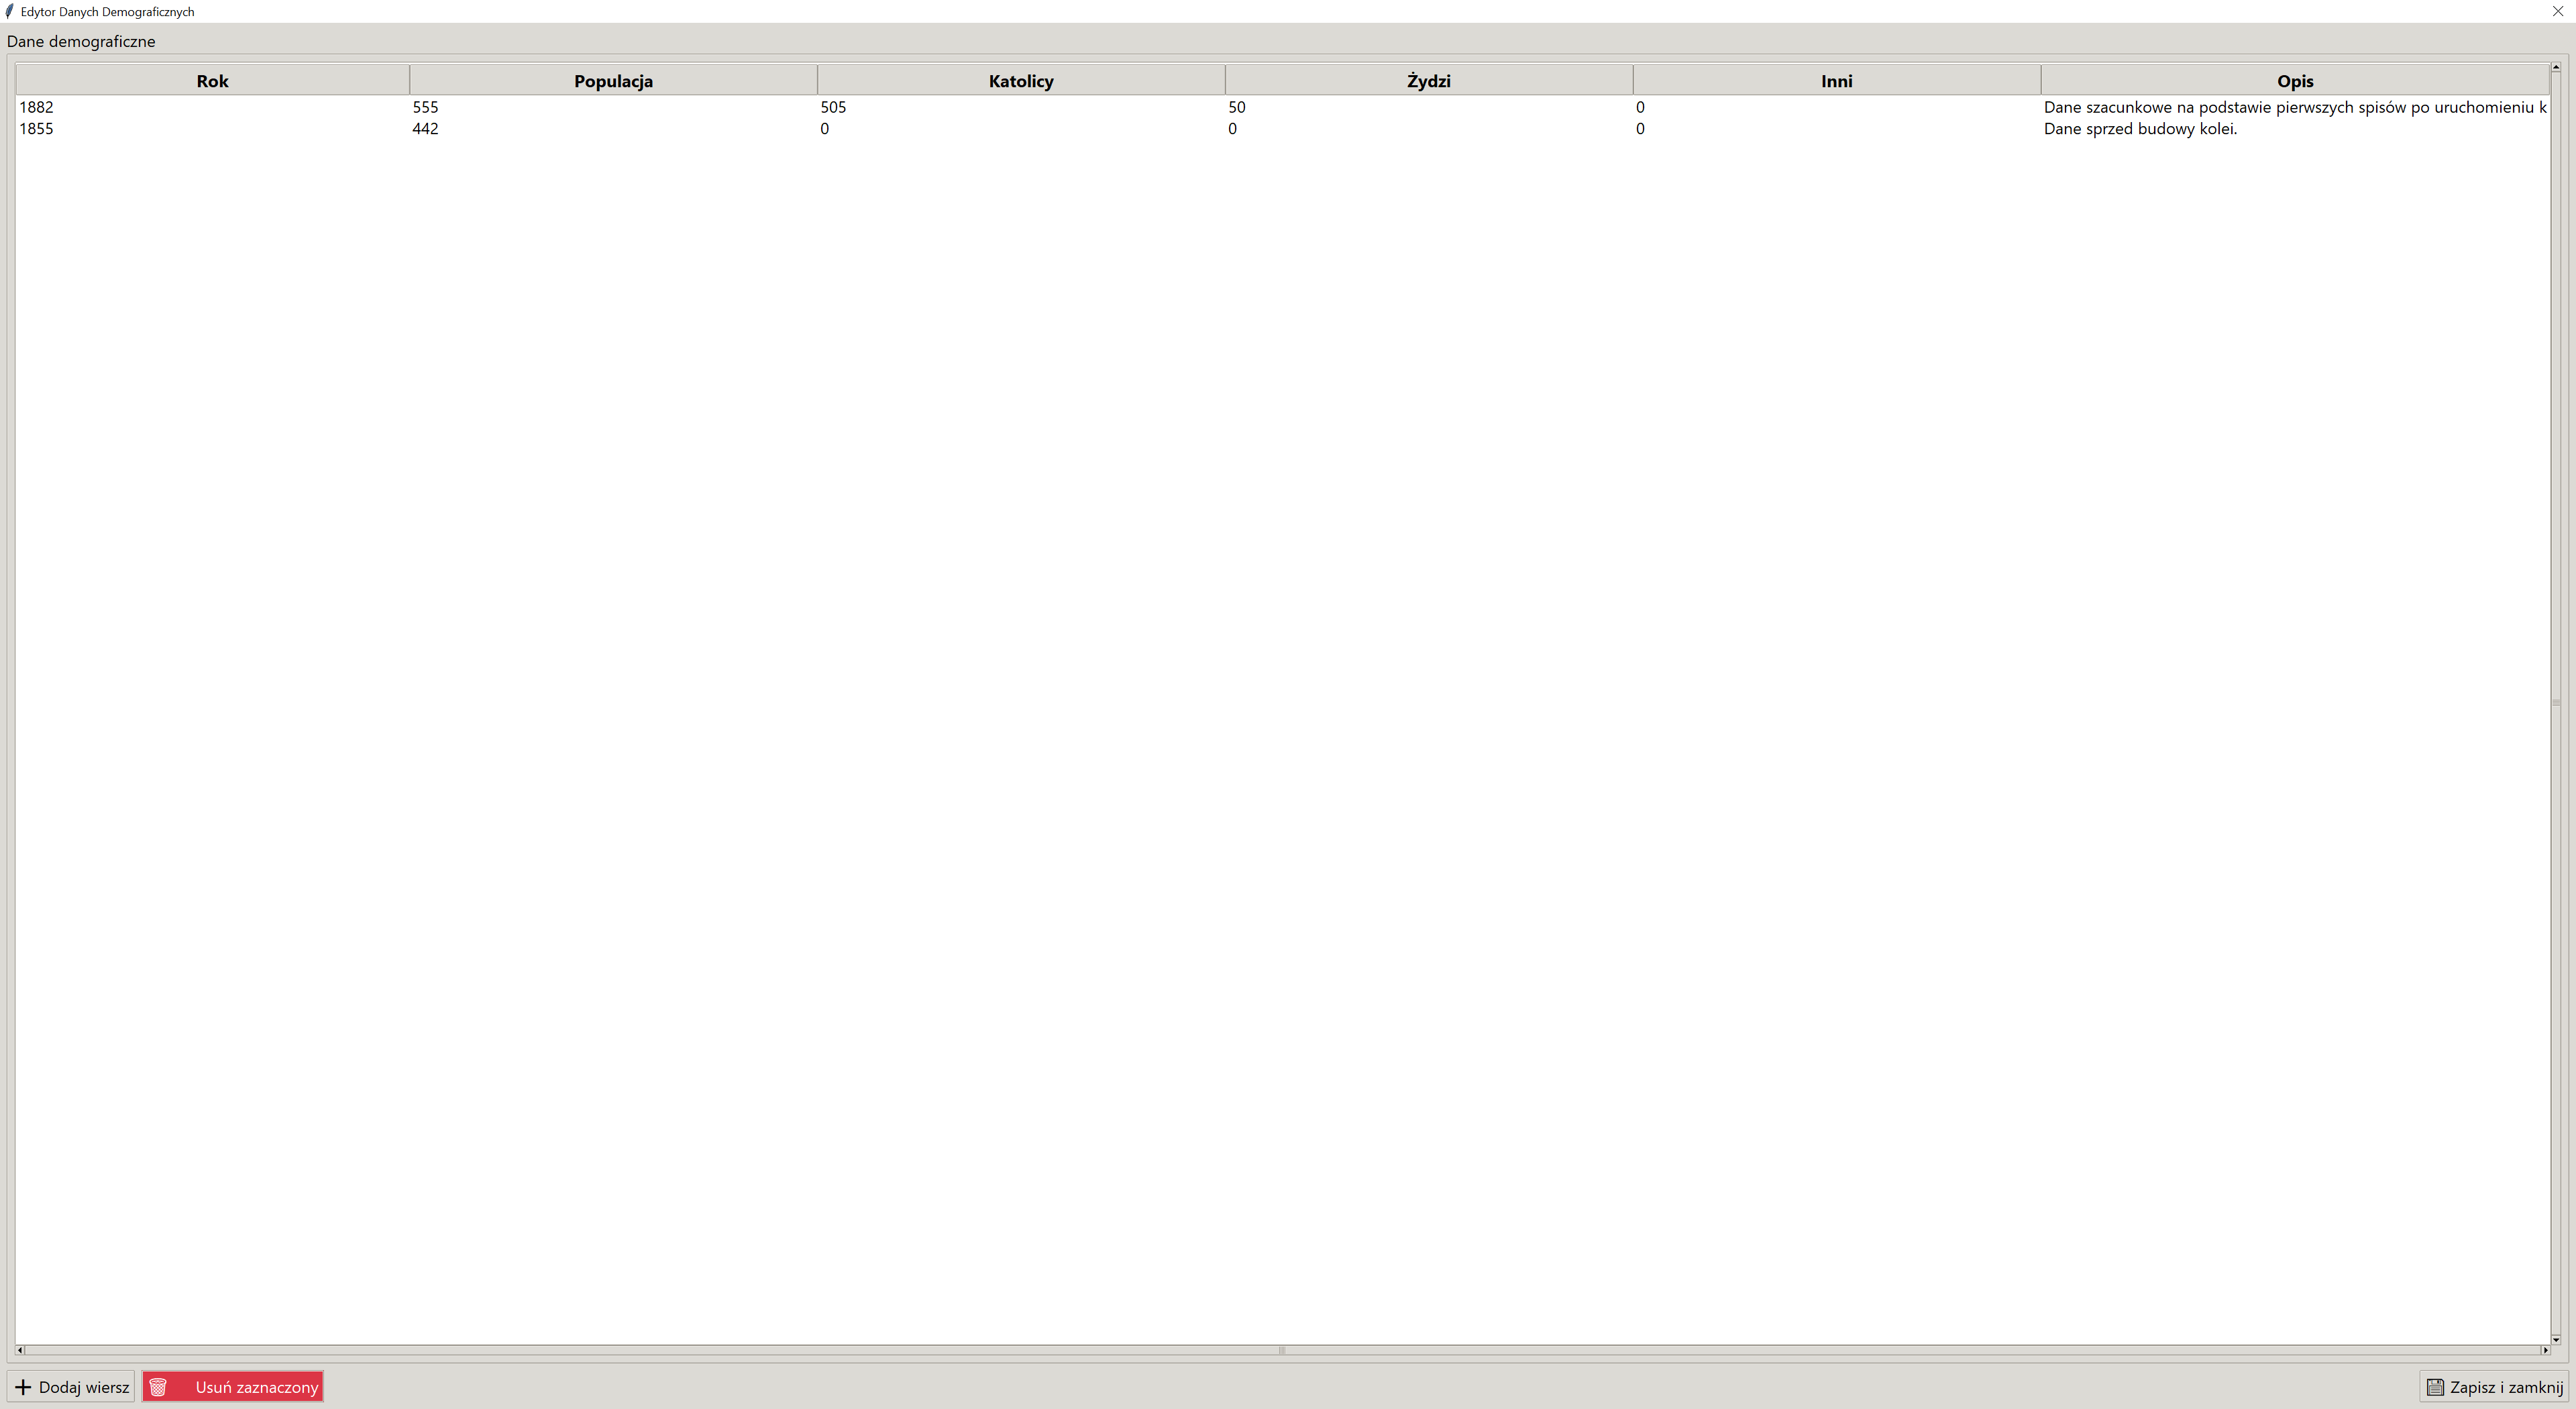 Edytor Danych Demograficznych
Dane demograficzne
Rok Populacja Katolicy Żydzi Inni Opis
1882 555 505 50 0 Dane szacunkowe na podstawie pierwszych spisów po uruchomieniu k
1855 442 0 0 0 Dane sprzed budowy kolei.
Dodaj wiersz Usuń zaznaczony Zapisz i zamknij